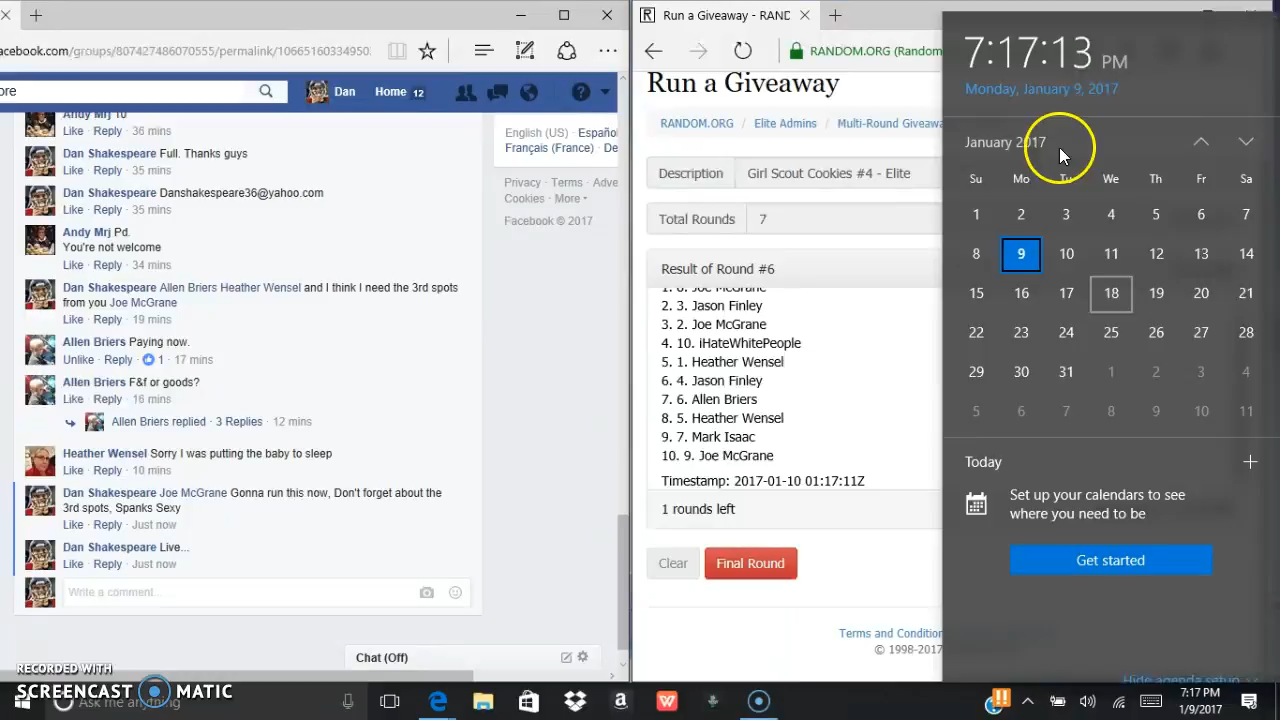 Run a Giveaway - RAND
acebook.com/groups/807427486070555/permalink/10665160334950
RANDOM.ORG (Random
ore
Dan
Home 12
Andy Mrj 10
Like · Reply · 36 mins
Dan Shakespeare Full. Thanks guys
Like · Reply · 35 mins
Dan Shakespeare Danshakespeare36@yahoo.com
Like · Reply · 35 mins
Andy Mrj Pd.
You're not welcome
Like · Reply · 34 mins
Dan Shakespeare Allen Briers Heather Wensel and I think I need the 3rd spots
from you Joe McGrane
Like · Reply · 19 mins
Allen Briers Paying now.
Unlike · Reply · 1 · 17 mins
Allen Briers F&f or goods?
Like · Reply · 16 mins
Allen Briers replied · 3 Replies · 12 mins
Heather Wensel Sorry I was putting the baby to sleep
Like · Reply · 10 mins
Dan Shakespeare Joe McGrane Gonna run this now, Don't forget about the
3rd spots, Spanks Sexy
Like · Reply · Just now
Dan Shakespeare Live...
Like · Reply · Just now
Write a comment...
English (US) · Españo
Français (France) · De
Privacy · Terms · Adve
Cookies · More
Facebook © 2017
Chat (Off)
Run a Giveaway
RANDOM.ORG / Elite Admins / Multi-Round Giveawa
Description Girl Scout Cookies #4 - Elite
Total Rounds 7
Result of Round #6
1. 8. Joe McGrane
2. 3. Jason Finley
3. 2. Joe McGrane
4. 10. iHateWhitePeople
5. 1. Heather Wensel
6. 4. Jason Finley
7. 6. Allen Briers
8. 5. Heather Wensel
9. 7. Mark Isaac
10. 9. Joe McGrane
Timestamp: 2017-01-10 01:17:11Z
1 rounds left
Clear Final Round
Terms and Condition
© 1998-2017
7:17:13 PM
Monday, January 9, 2017
January 2017
Su Mo Tu We Th Fr Sa
1 2 3 4 5 6 7
8 9 10 11 12 13 14
15 16 17 18 19 20 21
22 23 24 25 26 27 28
29 30 31 1 2 3 4
5 6 7 8 9 10 11
Today
Set up your calendars to see
where you need to be
Get started
Hide agenda setup
RECORDED WITH
SCREENCAST MATIC
Ask me anything
7:17 PM
1/9/2017